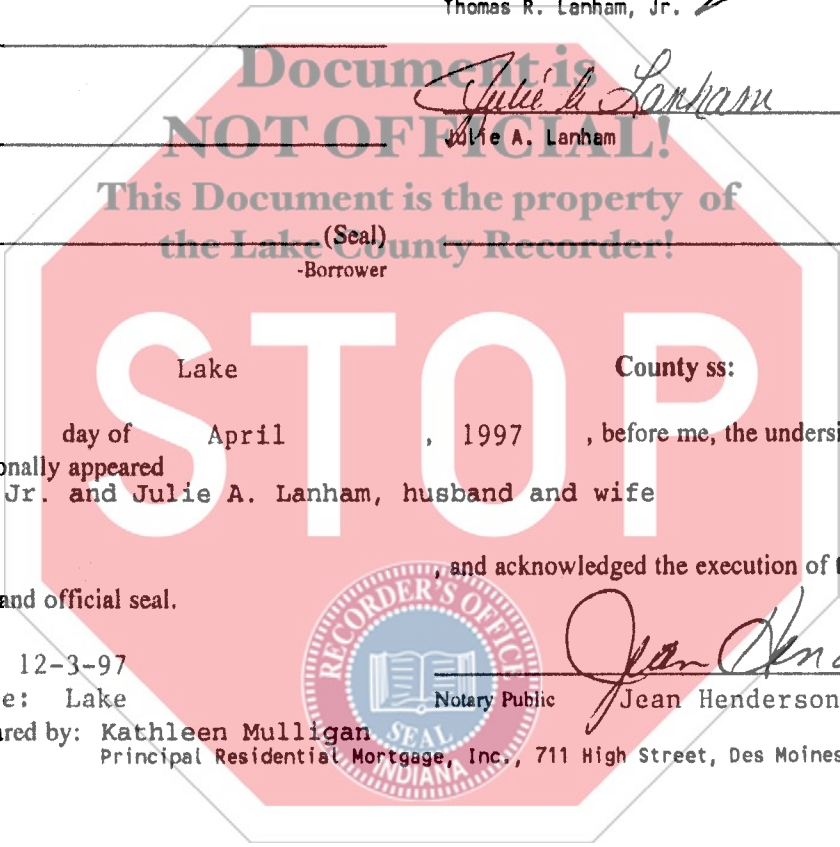 Thomas R. Lanham, Jr.
Document is
Julie A Lanham
NOT OFFICIAL!
Julie A. Lanham
This Document is the property of
(Seal)
the Lake County Recorder!
-Borrower
STOP
Lake County ss:
day of April , 1997 , before me, the undersi
onally appeared
Jr. and Julie A. Lanham, husband and wife
, and acknowledged the execution of t
and official seal.
RECORDER'S OFFICE
SEAL
INDIANA
Jean Hen
12-3-97
e: Lake
Notary Public Jean Henderson
ared by: Kathleen Mulligan
Principal Residential Mortgage, Inc., 711 High Street, Des Moines